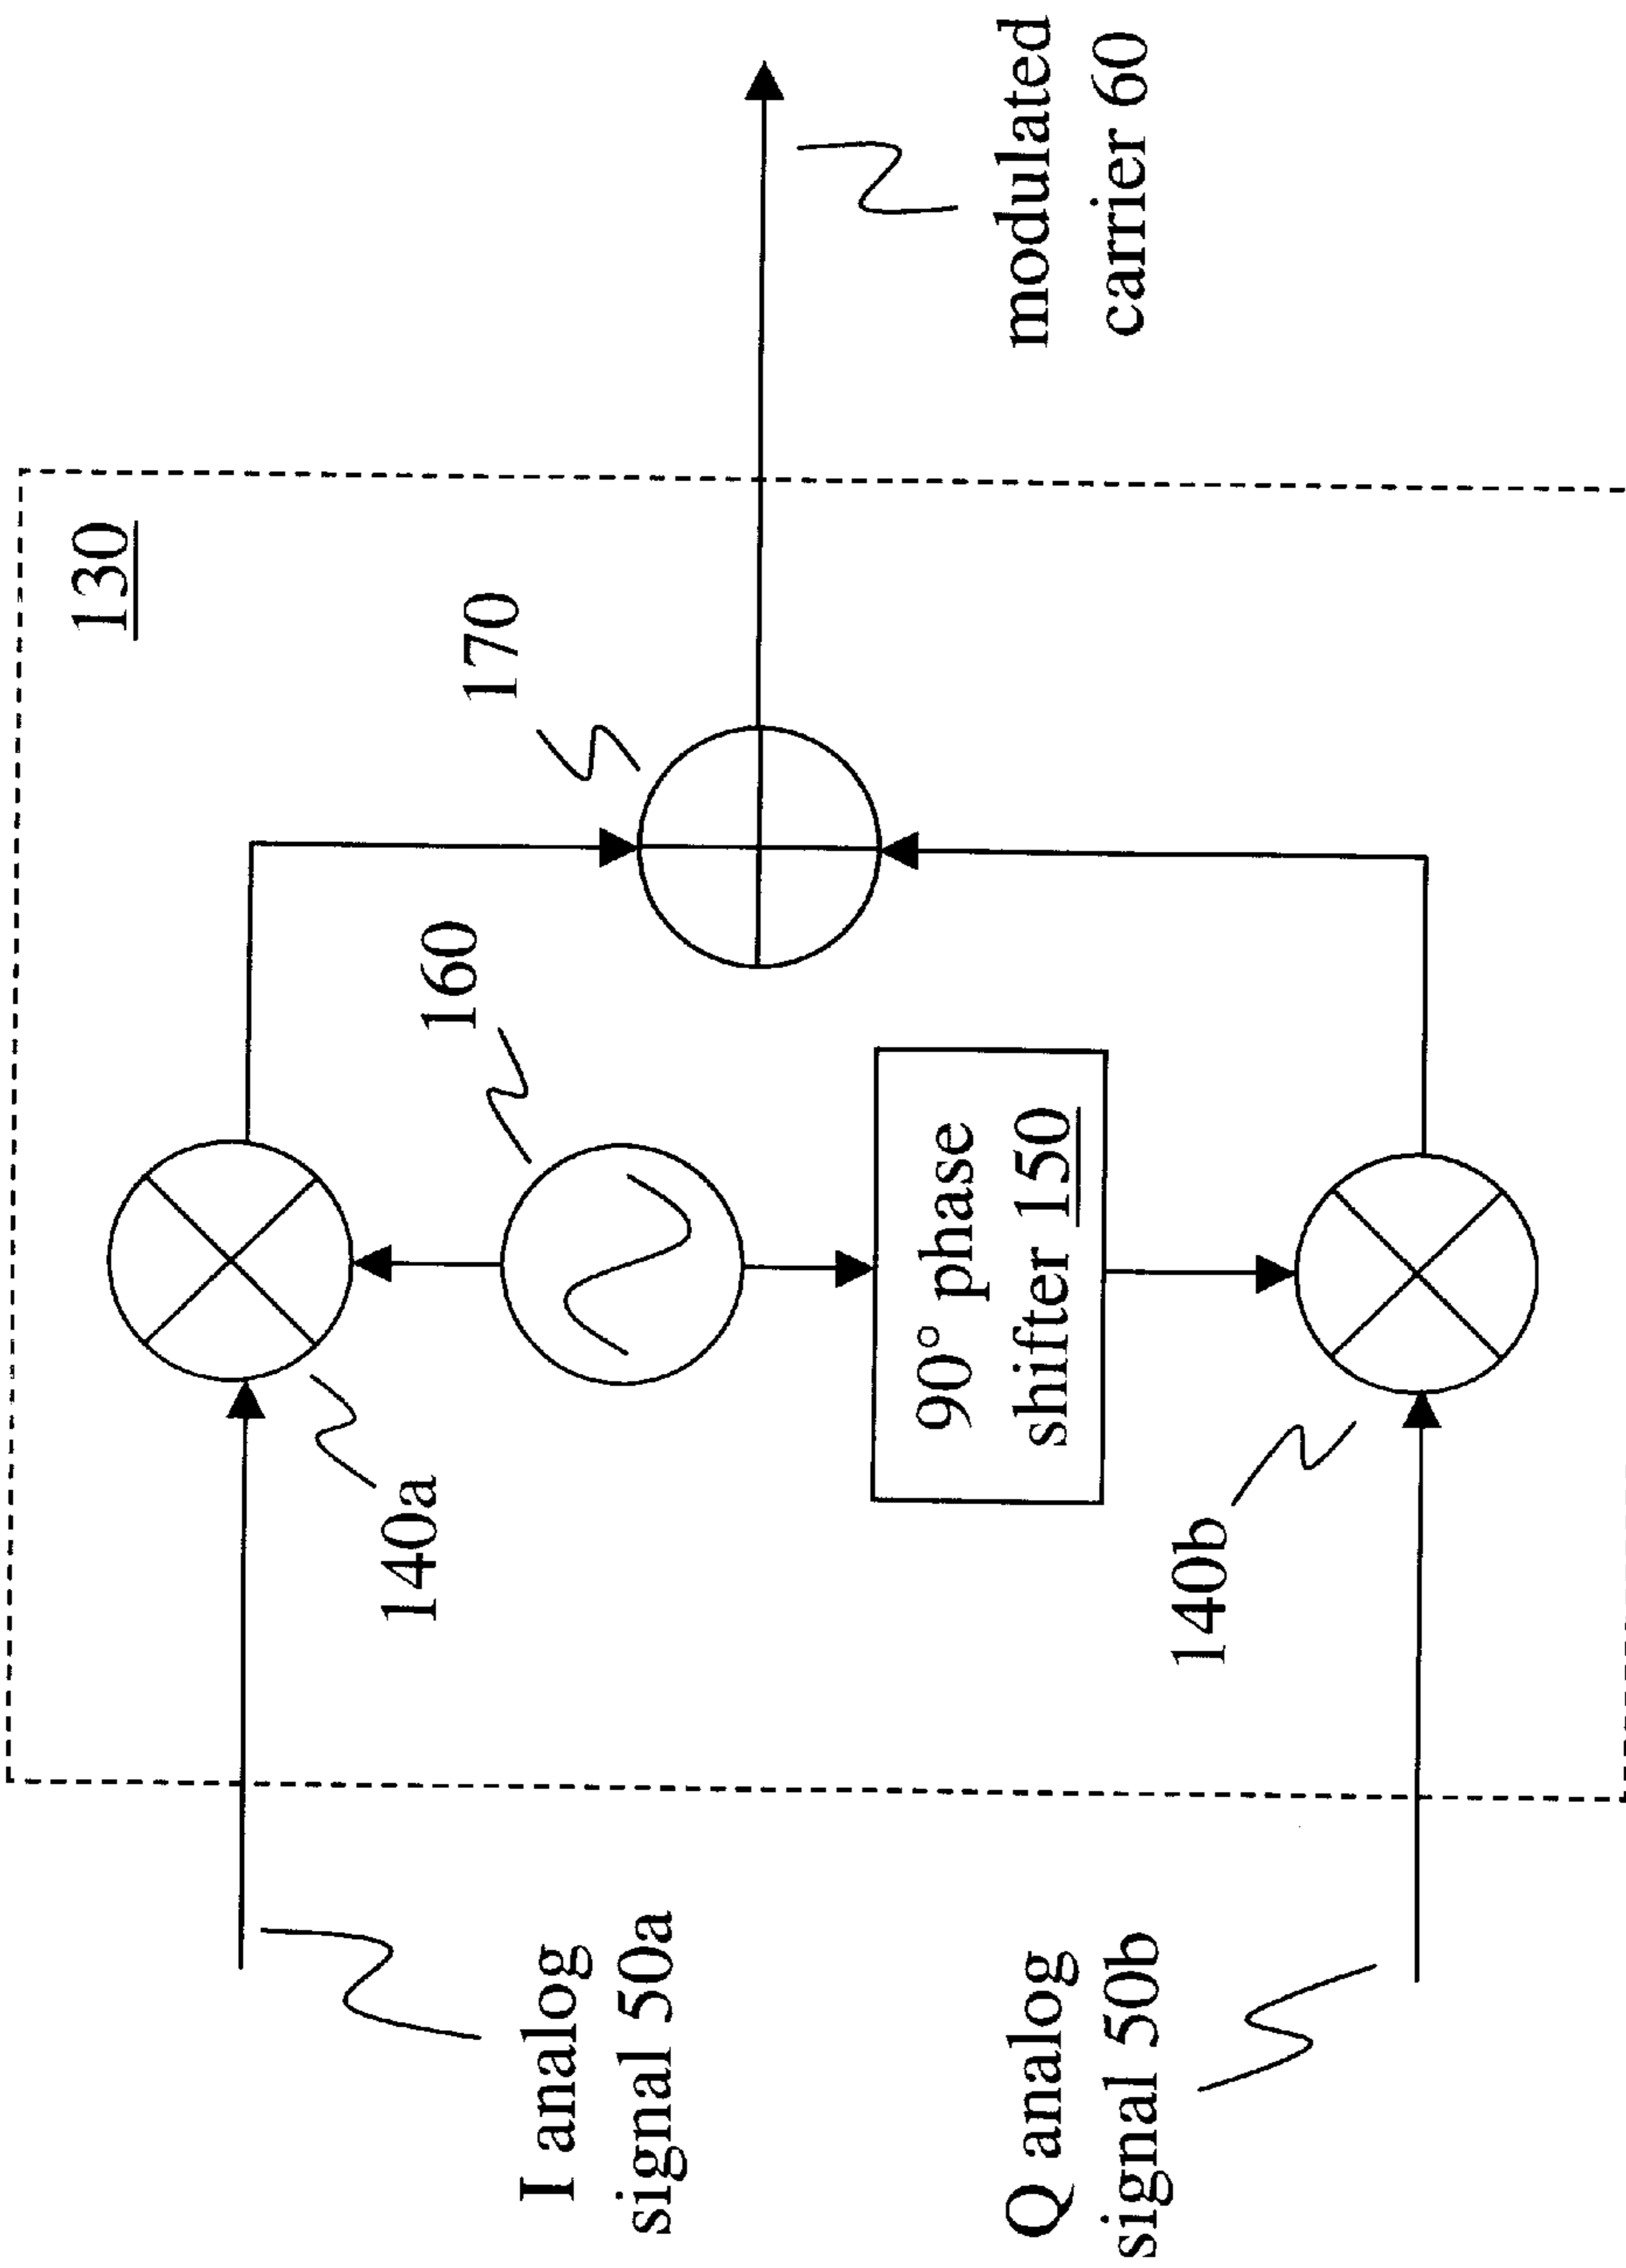 130
170
160
140a
90° phase
shifter 150
140b
I analog
signal 50a
Q analog
signal 50b
modulated
carrier 60